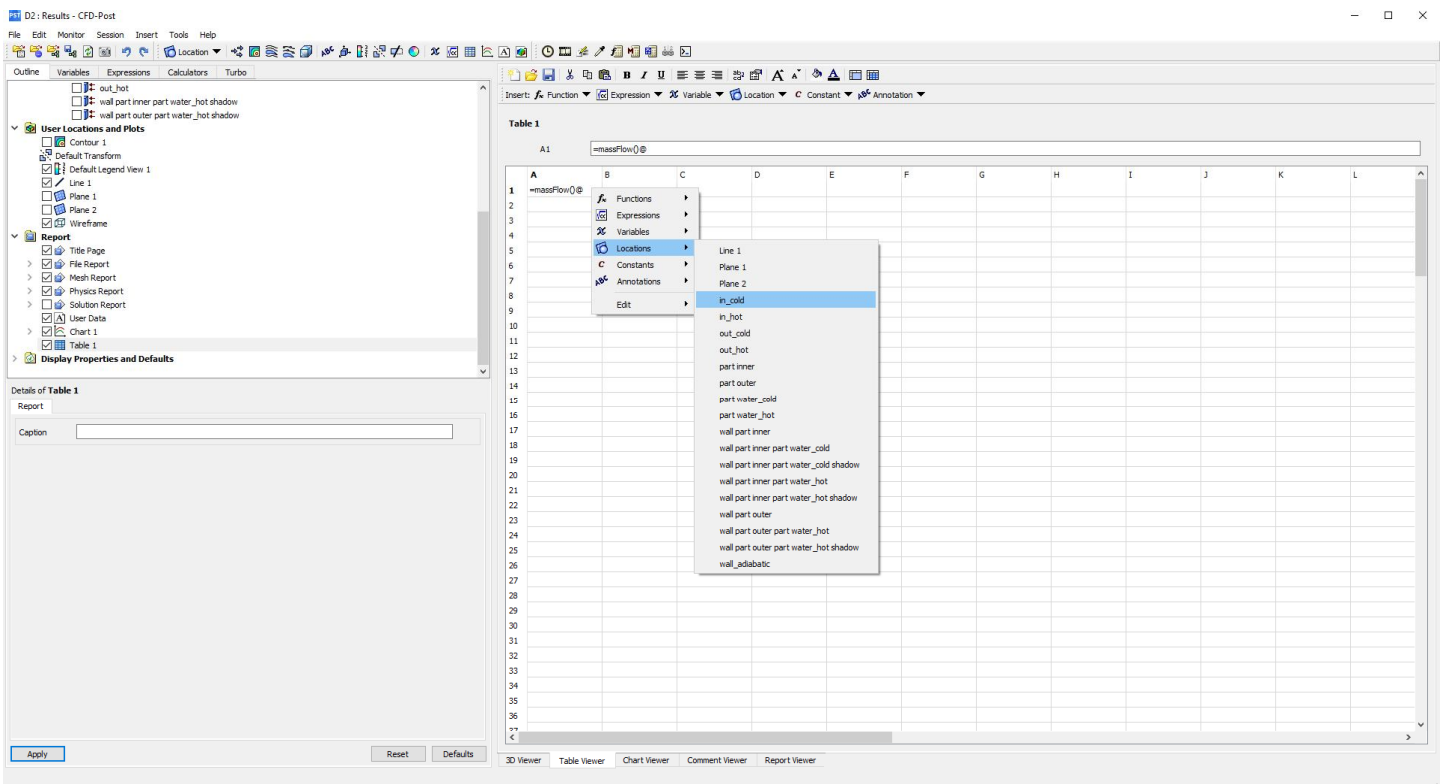 D2 : Results - CFD-Post
File Edit Monitor Session Insert Tools Help
Location
Outline Variables Expressions Calculators Turbo
out_hot
wall part inner part water_hot shadow
wall part outer part water_hot shadow
User Locations and Plots
Contour 1
Default Transform
Default Legend View 1
Line 1
Plane 1
Plane 2
Wireframe
Report
Title Page
File Report
Mesh Report
Physics Report
Solution Report
User Data
Chart 1
Table 1
Display Properties and Defaults
Details of Table 1
Report
Caption
Apply Reset Defaults
Insert: Function Expression Variable Location Constant Annotation
Table 1
A1 =massFlow()@
A B C D E F G H I J K L
1 =massFlow()@
2
3
4
5
6
7
8
9
10
11
12
13
14
15
16
17
18
19
20
21
22
23
24
25
26
27
28
29
30
31
32
33
34
35
36
37
Functions
Expressions
Variables
Locations
Constants
Annotations
Edit
Line 1
Plane 1
Plane 2
in_cold
in_hot
out_cold
out_hot
part inner
part outer
part water_cold
part water_hot
wall part inner
wall part inner part water_cold
wall part inner part water_cold shadow
wall part inner part water_hot
wall part inner part water_hot shadow
wall part outer
wall part outer part water_hot
wall part outer part water_hot shadow
wall_adiabatic
3D Viewer Table Viewer Chart Viewer Comment Viewer Report Viewer